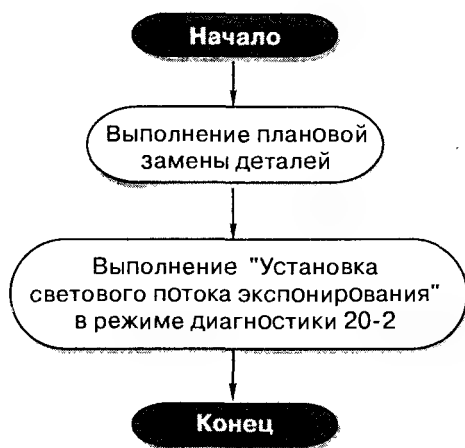 Начало
Выполнение плановой
замены деталей
Выполнение "Установка
светового потока экспонирования"
в режиме диагностики 20-2
Конец